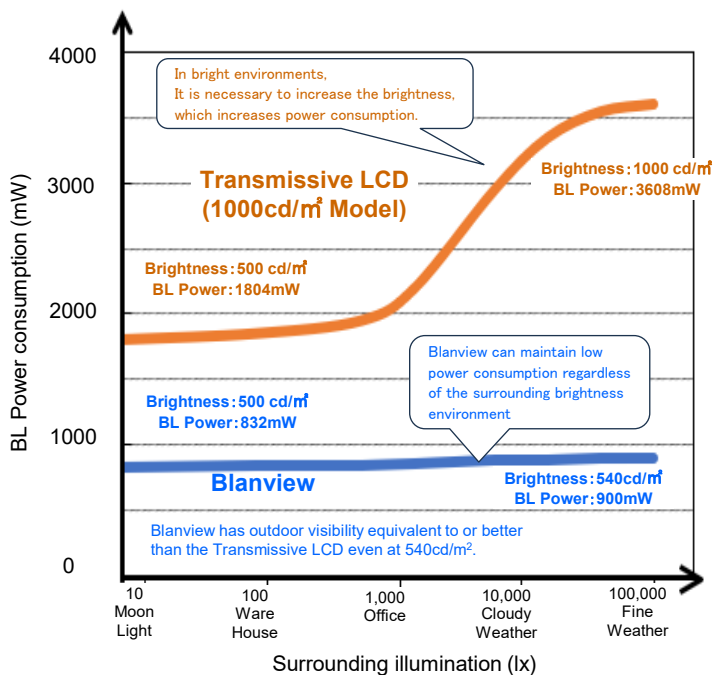 4000
In bright environments,
It is necessary to increase the brightness,
which increases power consumption.
Transmissive LCD
(1000cd/㎡ Model)
Brightness：1000 cd/㎡
BL Power：3608mW
3000
Brightness：500 cd/㎡
BL Power：1804mW
2000
Blanview can maintain low
power consumption regardless
of the surrounding brightness
environment
Brightness：500 cd/㎡
BL Power：832mW
1000
Blanview
Brightness：540cd/㎡
BL Power：900mW
Blanview has outdoor visibility equivalent to or better
than the Transmissive LCD even at 540cd/m².
0
BL Power consumption (mW)
10 100 1,000 10,000 100,000
Moon Ware Office Cloudy Fine
Light House Weather Weather
Surrounding illumination (lx)